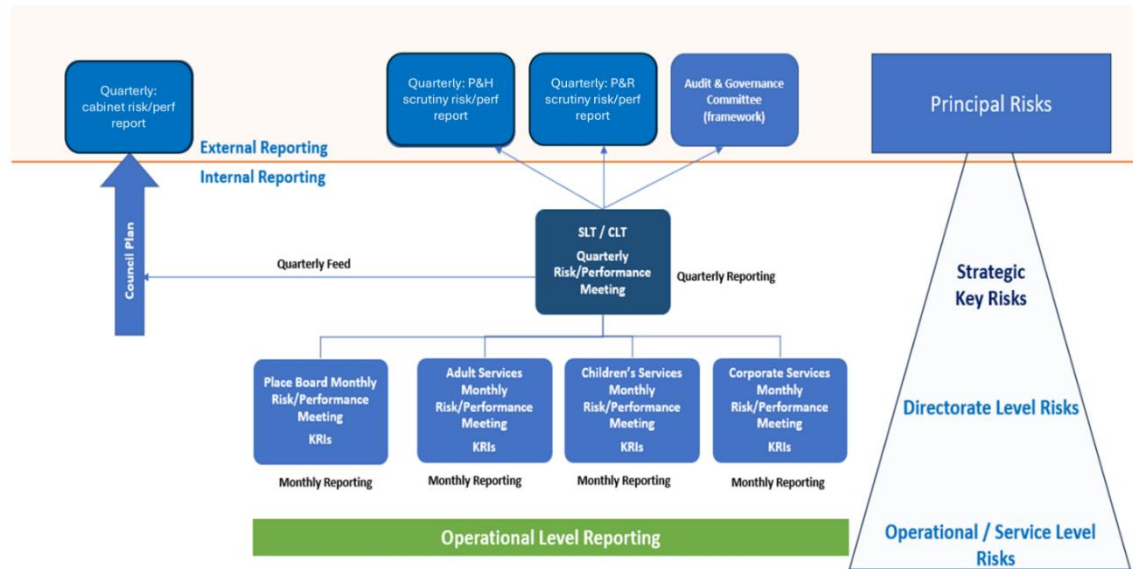 Quarterly:
cabinet risk/perf
report
Quarterly: P&H
scrutiny risk/perf
report
Quarterly: P&R
scrutiny risk/perf
report
Audit & Governance
Committee
(framework)
Principal Risks
External Reporting
Internal Reporting
Council Plan
Quarterly Feed
SLT / CLT
Quarterly
Risk/Performance
Meeting
Quarterly Reporting
Strategic
Key Risks
Place Board Monthly
Risk/Performance
Meeting
KRIs
Adult Services
Monthly
Risk/Performance
Meeting
KRIs
Children's Services
Monthly
Risk/Performance
Meeting
KRIs
Corporate Services
Monthly
Risk/Performance
Meeting
KRIs
Directorate Level Risks
Monthly Reporting
Monthly Reporting
Monthly Reporting
Monthly Reporting
Operational Level Reporting
Operational / Service Level
Risks